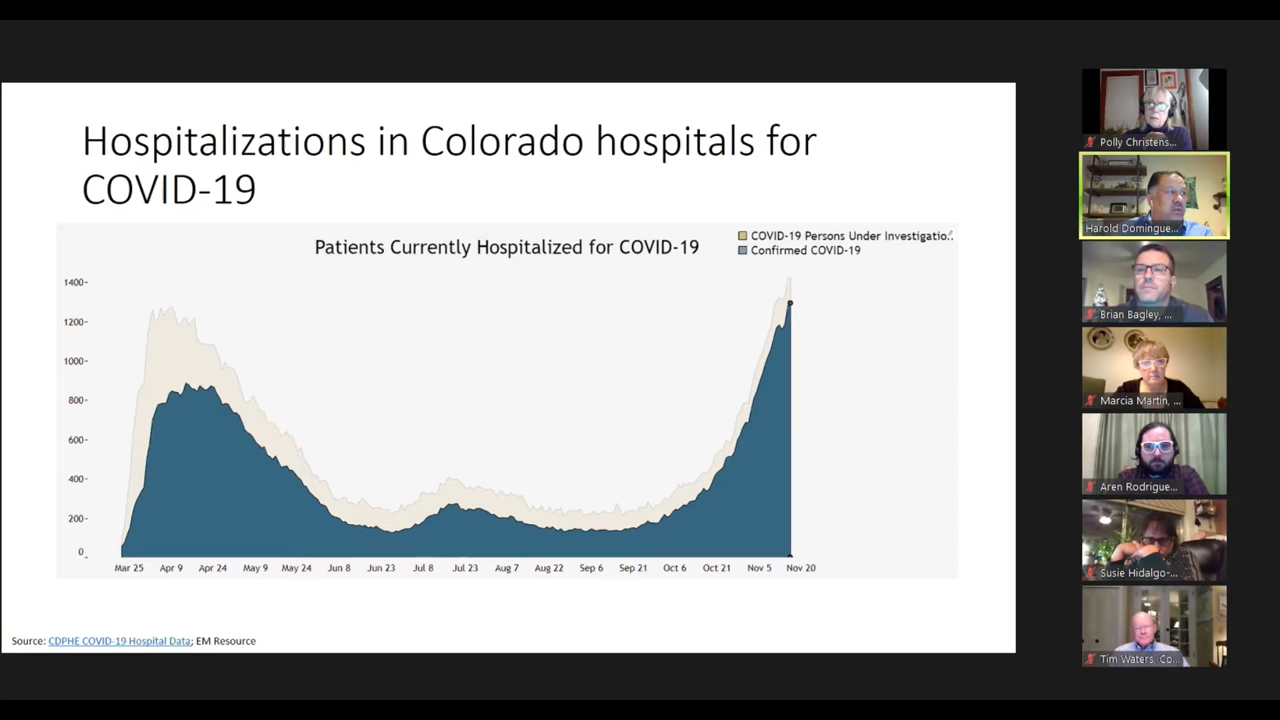 Hospitalizations in Colorado hospitals for
COVID-19
Patients Currently Hospitalized for COVID-19
COVID-19 Persons Under Investigatio..
Confirmed COVID-19
1400
1200
1000
800
600
400
200
0
Mar 25 Apr 9 Apr 24 May 9 May 24 Jun 8 Jun 23 Jul 8 Jul 23 Aug 7 Aug 22 Sep 6 Sep 21 Oct 6 Oct 21 Nov 5 Nov 20
Source: CDPHE COVID-19 Hospital Data; EM Resource
Polly Christens...
Harold Domingue...
Brian Bagley, ...
Marcia Martin, ...
Aren Rodrigue...
Susie Hidalgo-...
Tim Waters, Co...